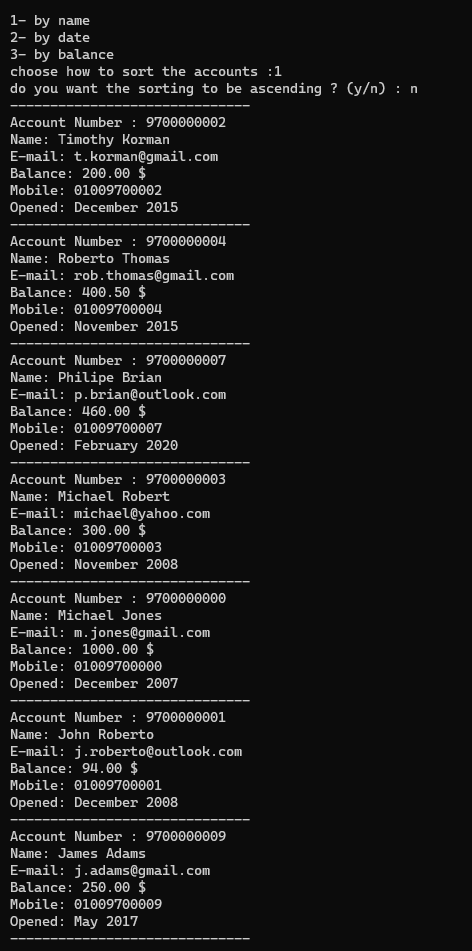 1- by name
2- by date
3- by balance
choose how to sort the accounts :1
do you want the sorting to be ascending ? (y/n) : n
------------------------------
Account Number : 9700000002
Name: Timothy Korman
E-mail: t.korman@gmail.com
Balance: 200.00 $
Mobile: 01009700002
Opened: December 2015
------------------------------
Account Number : 9700000004
Name: Roberto Thomas
E-mail: rob.thomas@gmail.com
Balance: 400.50 $
Mobile: 01009700004
Opened: November 2015
------------------------------
Account Number : 9700000007
Name: Philipe Brian
E-mail: p.brian@outlook.com
Balance: 460.00 $
Mobile: 01009700007
Opened: February 2020
------------------------------
Account Number : 9700000003
Name: Michael Robert
E-mail: michael@yahoo.com
Balance: 300.00 $
Mobile: 01009700003
Opened: November 2008
------------------------------
Account Number : 9700000000
Name: Michael Jones
E-mail: m.jones@gmail.com
Balance: 1000.00 $
Mobile: 01009700000
Opened: December 2007
------------------------------
Account Number : 9700000001
Name: John Roberto
E-mail: j.roberto@outlook.com
Balance: 94.00 $
Mobile: 01009700001
Opened: December 2008
------------------------------
Account Number : 9700000009
Name: James Adams
E-mail: j.adams@gmail.com
Balance: 250.00 $
Mobile: 01009700009
Opened: May 2017
------------------------------